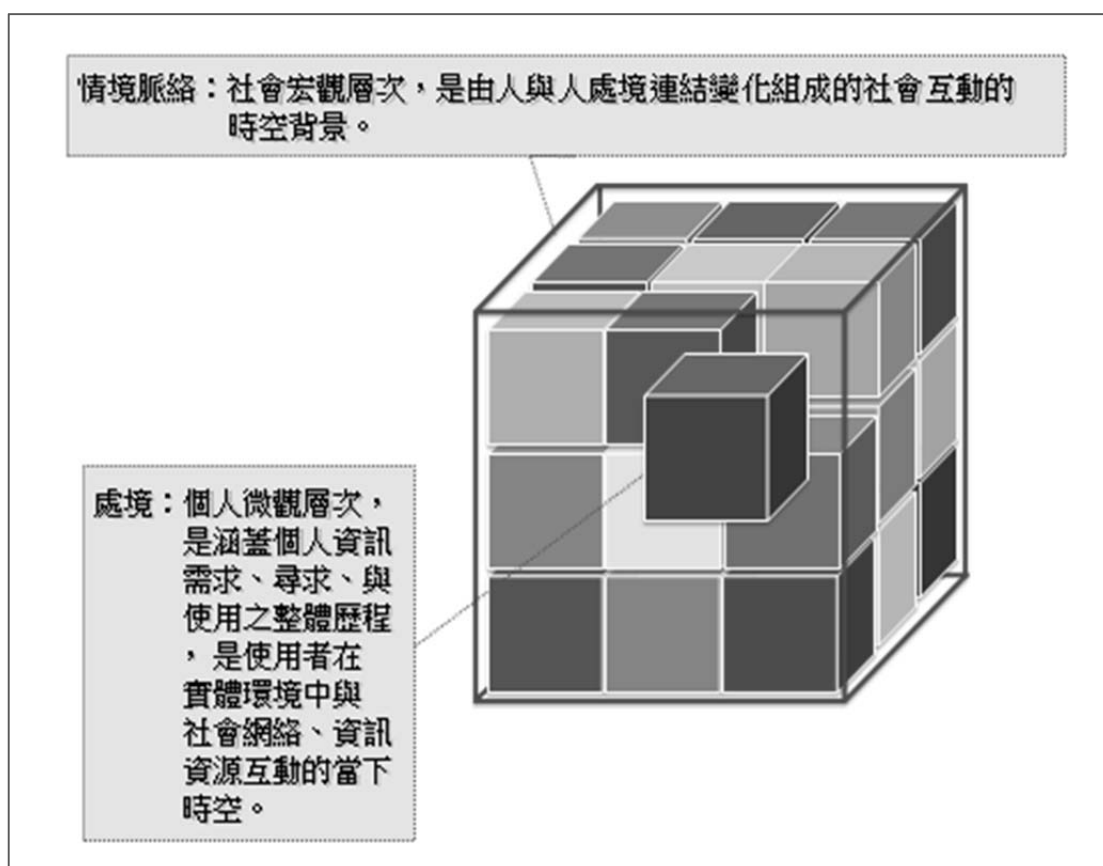 情境脈絡：社會宏觀層次，是由人與人處境連結變化組成的社會互動的
時空背景。
處境：個人微觀層次，
是涵蓋個人資訊
需求、尋求、與
使用之整體歷程
，是使用者在
實體環境中與
社會網絡、資訊
資源互動的當下
時空。